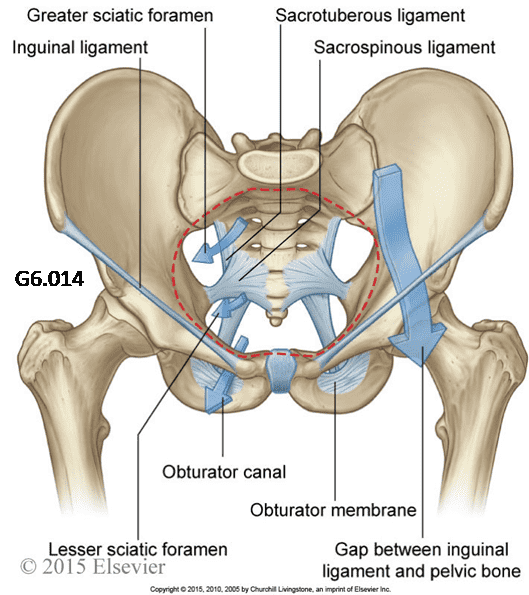 Greater sciatic foramen
Sacrotuberous ligament
Inguinal ligament
Sacrospinous ligament
G6.014
Obturator canal
Obturator membrane
Lesser sciatic foramen
Gap between inguinal
ligament and pelvic bone
© 2015 Elsevier
Copyright © 2015, 2010, 2005 by Churchill Livingstone, an imprint of Elsevier Inc.